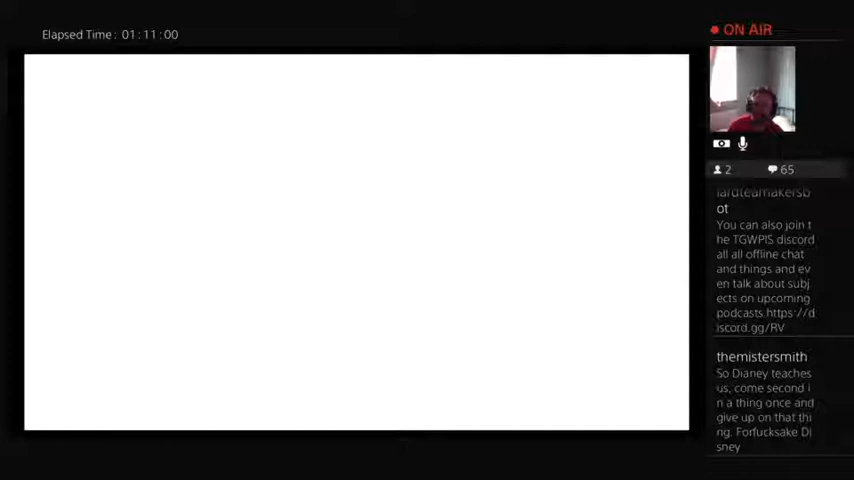 Elapsed Time: 01:11:00
ON AIR
2
65
lardteamakersb
ot
You can also join t
he TGWPIS discord
all all offline chat
and things and ev
en talk about subj
ects on upcoming
podcasts.https://d
iscord.gg/RV
themistersmith
So Dianey teaches
us, come second i
n a thing once and
give up on that thi
ng. Forfucksake Di
sney